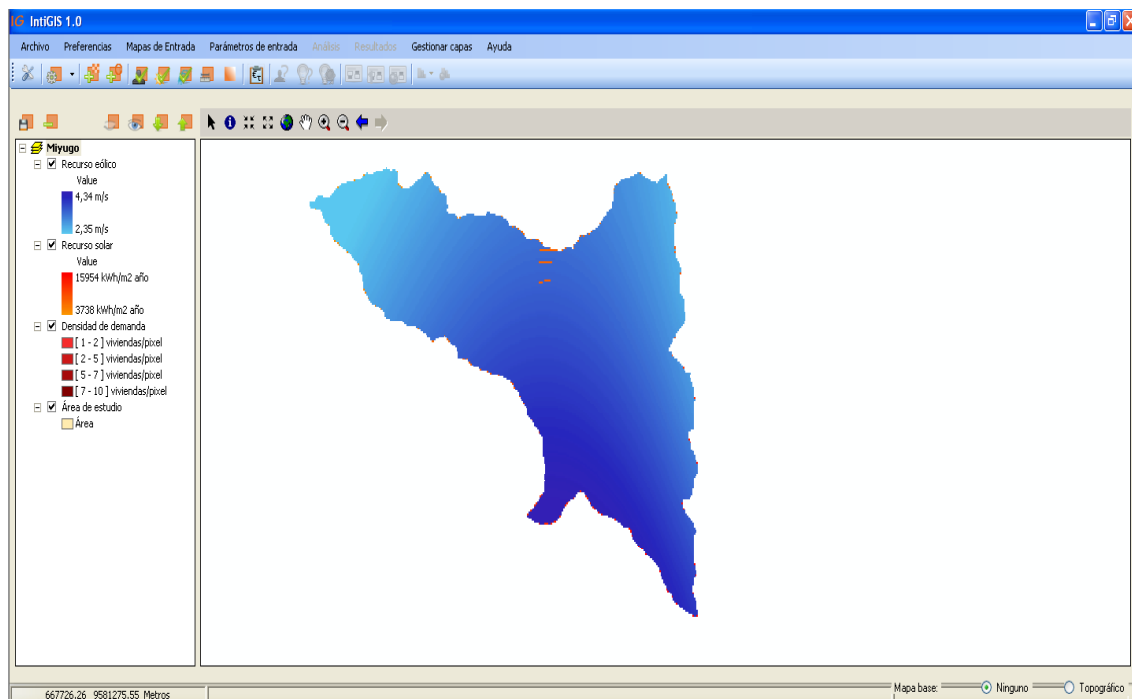 IG IntiGIS 1.0
Archivo Preferencias Mapas de Entrada Parámetros de entrada Análisis Resultados Gestionar capas Ayuda
Miyugo
Recurso eólico
Value
4,34 m/s
2,35 m/s
Recurso solar
Value
15954 kWh/m2 año
3738 kWh/m2 año
Densidad de demanda
[ 1 - 2 ] viviendas/pixel
[ 2 - 5 ] viviendas/pixel
[ 5 - 7 ] viviendas/pixel
[ 7 - 10 ] viviendas/pixel
Área de estudio
Área
Mapa base: Ninguno Topográfico
667726.26 9581275.55 Metros